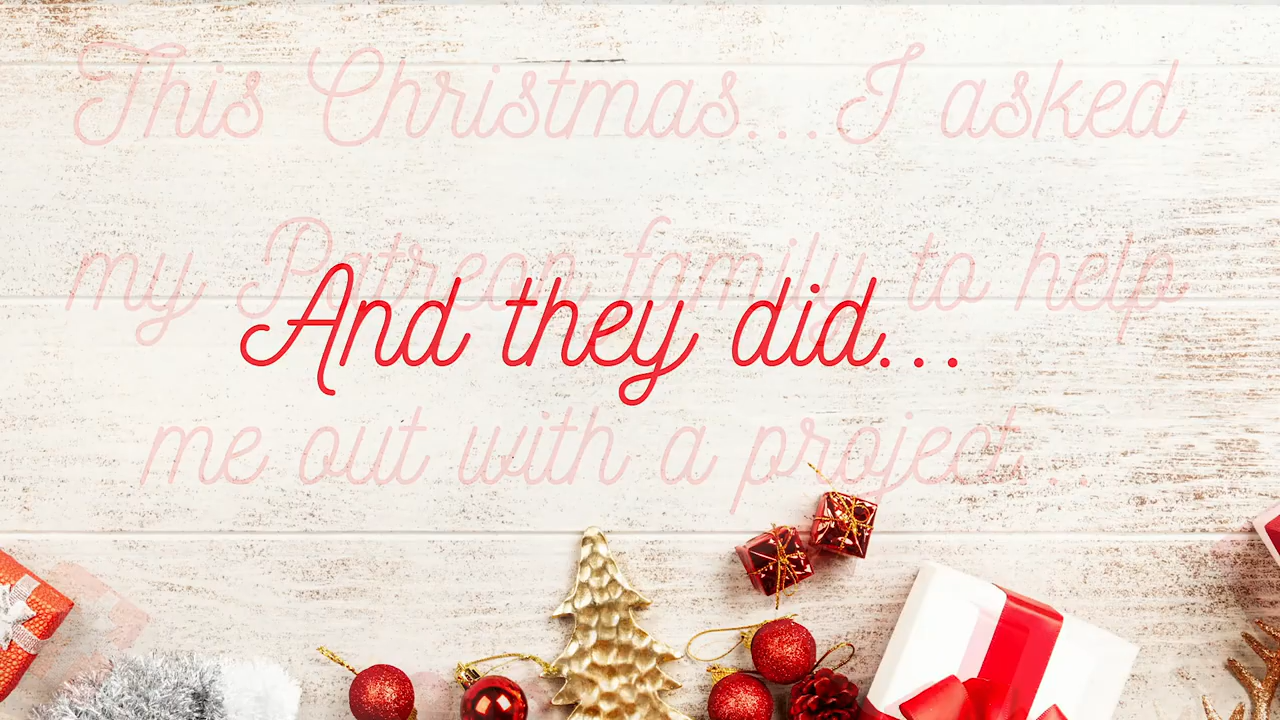 This Christmas...I asked
my Patreon family to help
And they did...
me out with a project...